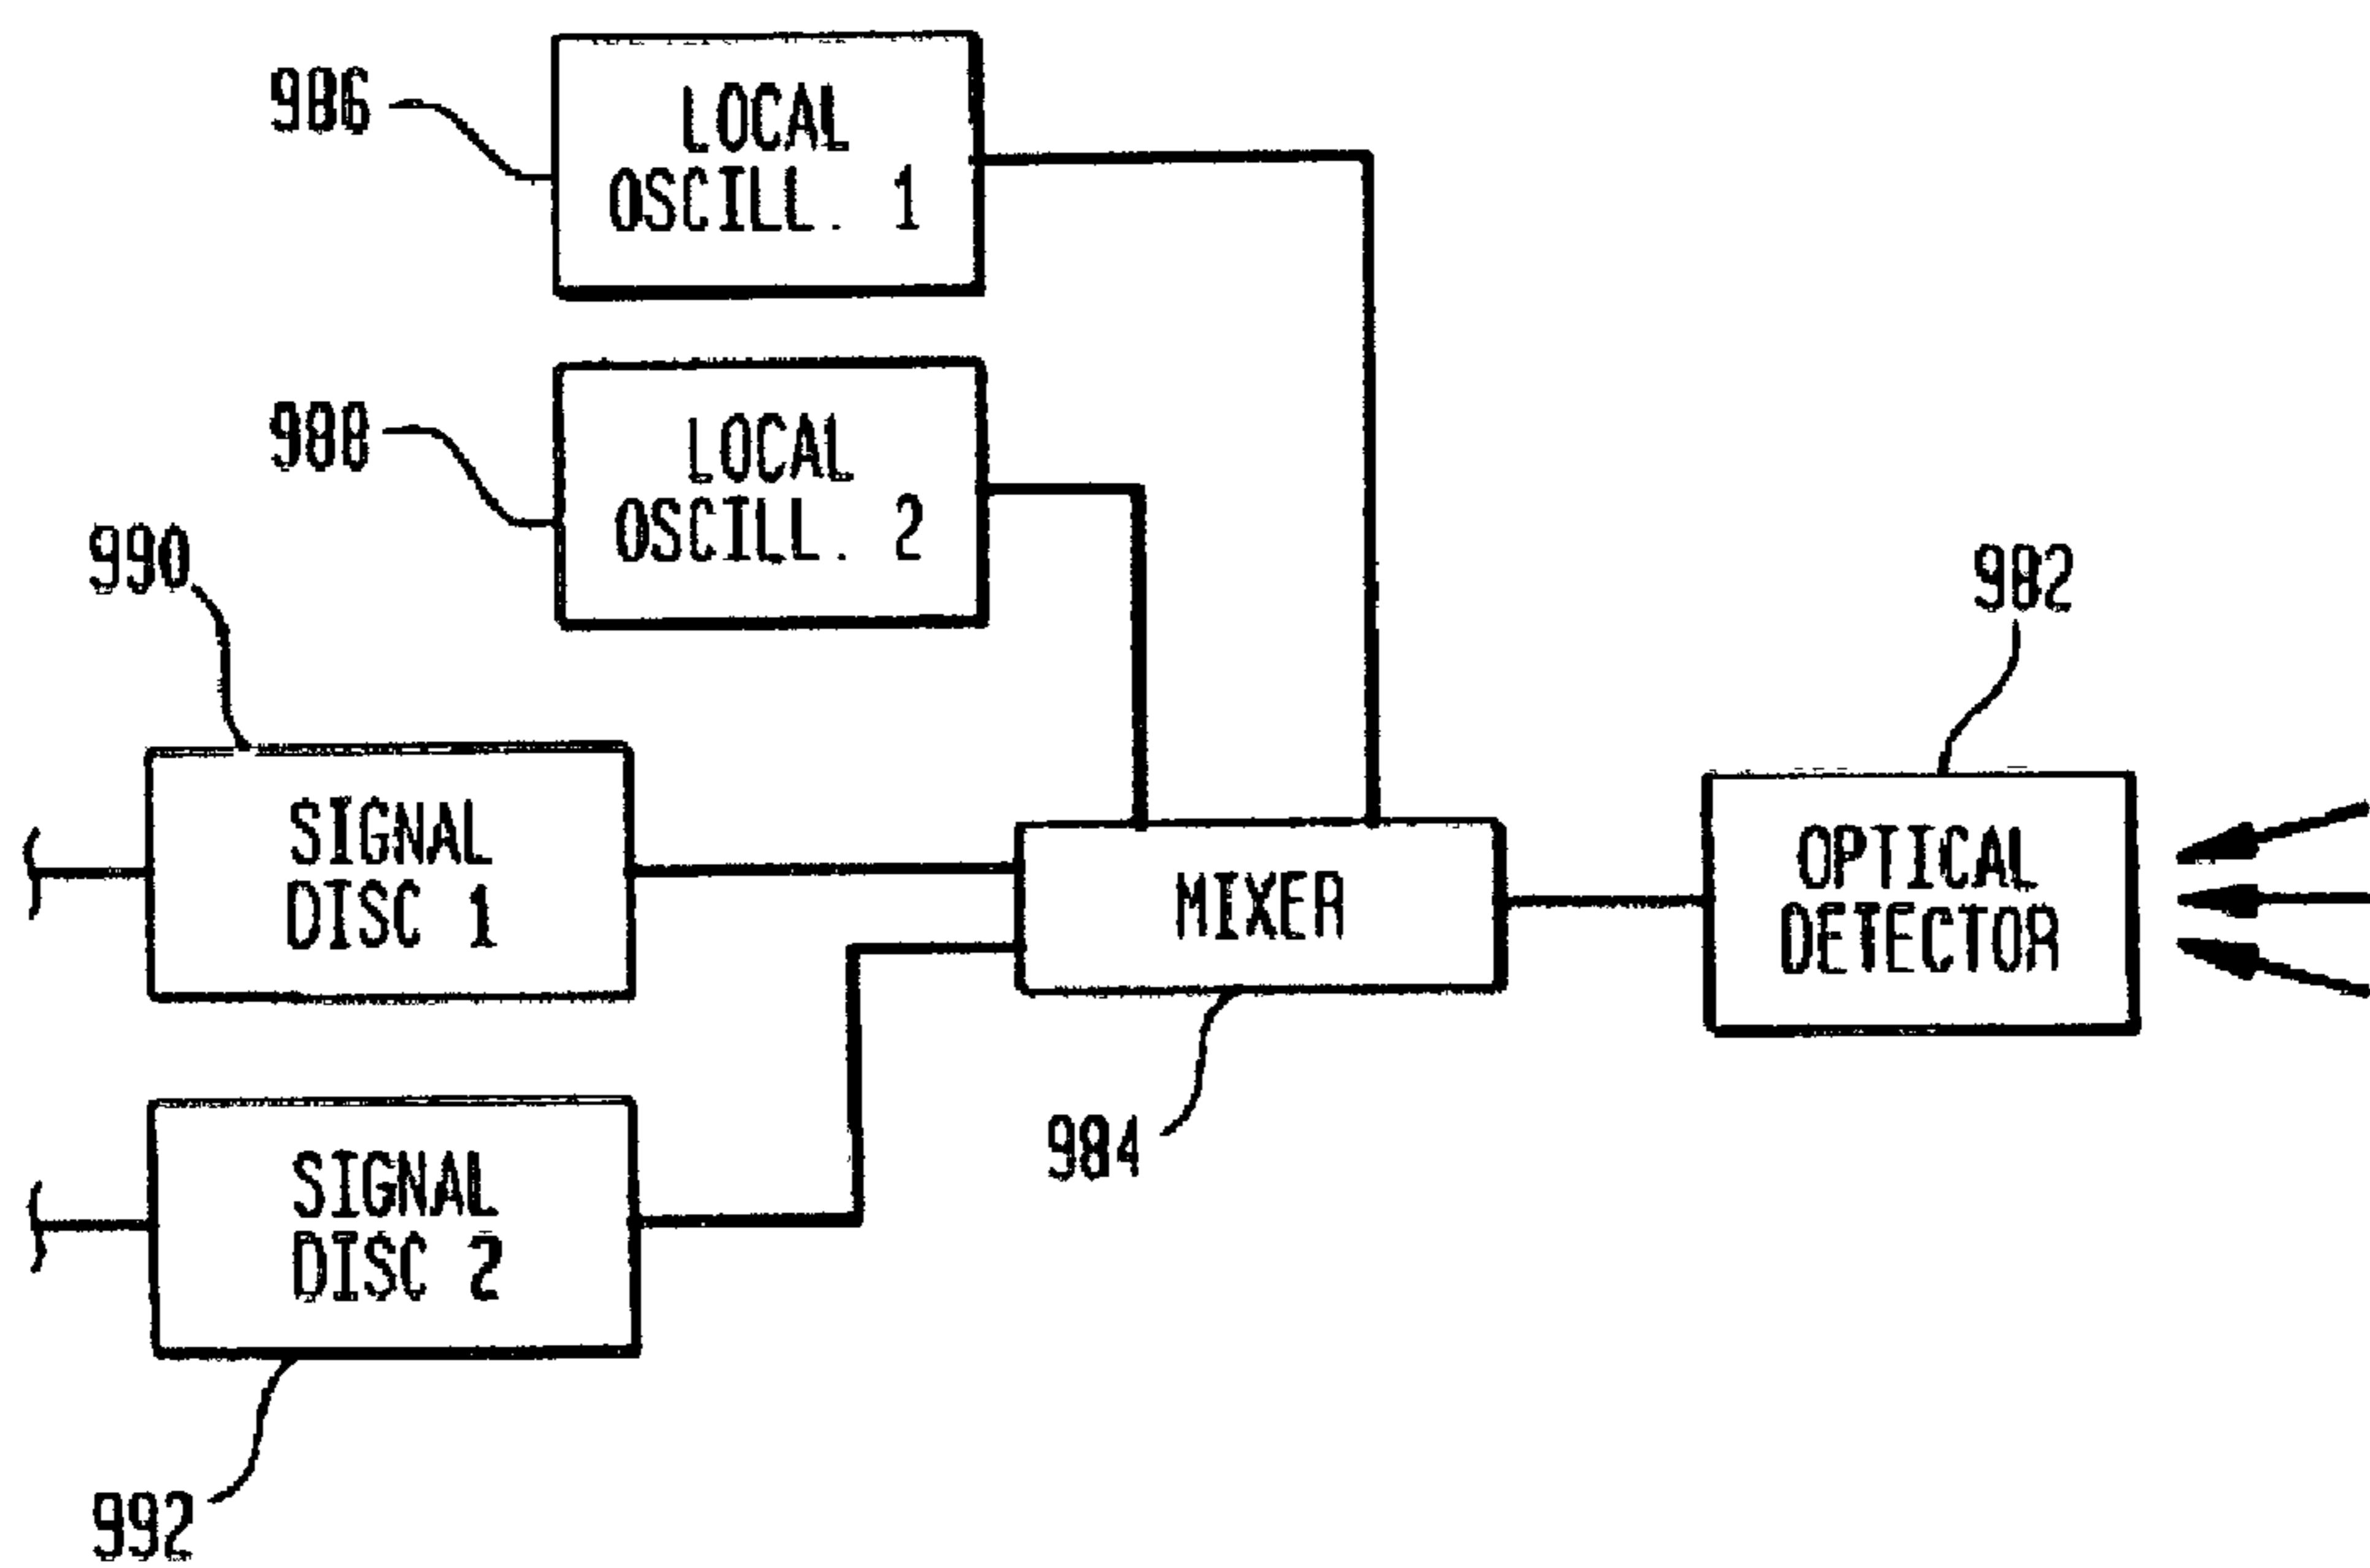 986
LOCAL
OSCILL. 1
988
LOCAL
OSCILL. 2
990
982
SIGNAL
DISC 1
MIXER
OPTICAL
DETECTOR
984
SIGNAL
DISC 2
992